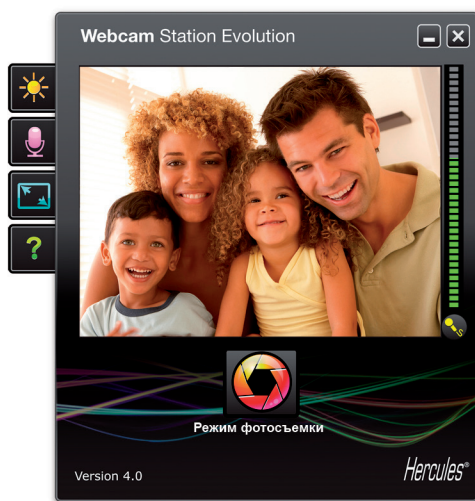 Webcam Station Evolution
?
Режим фотосъемки
Version 4.0
Hercules®